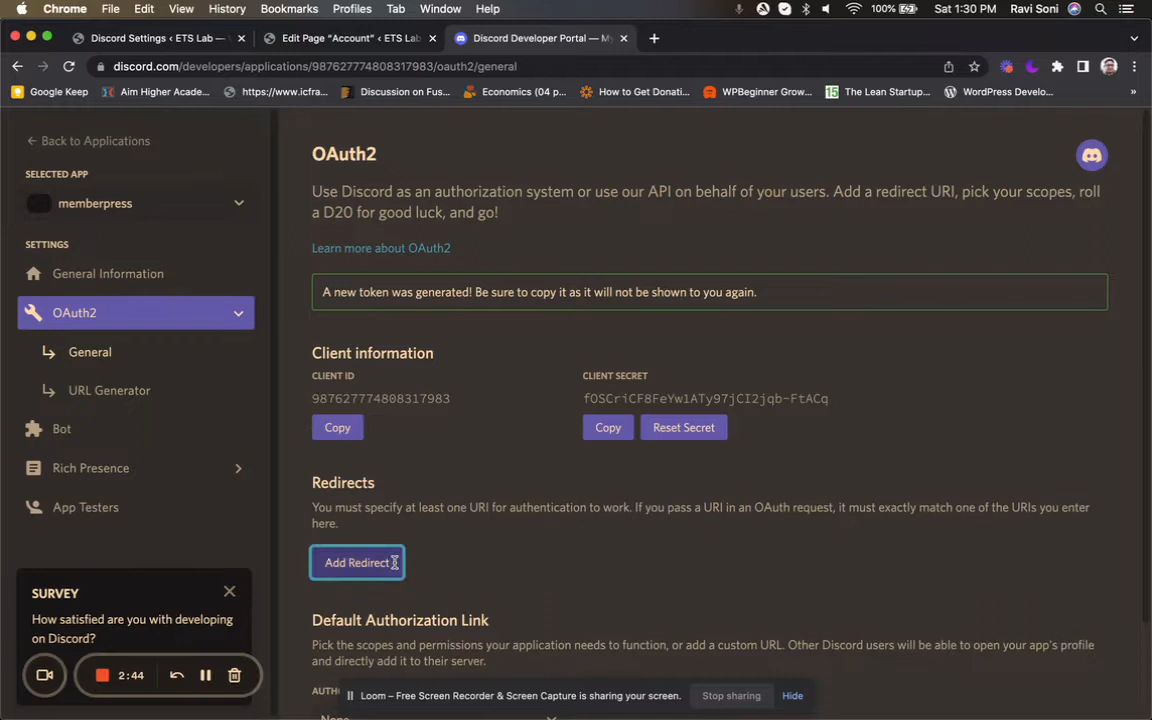 Chrome File Edit View History Bookmarks Profiles Tab Window Help 100% Sat 1:30 PM Ravi Soni
Discord Settings ‹ ETS Lab — Edit Page “Account” ‹ ETS Lab Discord Developer Portal — My
discord.com/developers/applications/987627774808317983/oauth2/general
Google Keep Aim Higher Acade... https://www.icfra... Discussion on Fus... Economics (04 p... How to Get Donati... WPBeginner Grow... 15 The Lean Startup... WordPress Develo... »
← Back to Applications
SELECTED APP
memberpress
SETTINGS
General Information
OAuth2
General
URL Generator
Bot
Rich Presence
App Testers
SURVEY
How satisfied are you with developing
on Discord?
2:44
OAuth2
Use Discord as an authorization system or use our API on behalf of your users. Add a redirect URI, pick your scopes, roll
a D20 for good luck, and go!
Learn more about OAuth2
A new token was generated! Be sure to copy it as it will not be shown to you again.
Client information
CLIENT ID CLIENT SECRET
987627774808317983 fOSCriCF8FeYw1ATy97jCI2jqb-FtACq
Copy Copy Reset Secret
Redirects
You must specify at least one URI for authentication to work. If you pass a URI in an OAuth request, it must exactly match one of the URIs you enter
here.
Add Redirect
Default Authorization Link
Pick the scopes and permissions your application needs to function, or add a custom URL. Other Discord users will be able to open your app's profile
and directly add it to their server.
Loom – Free Screen Recorder & Screen Capture is sharing your screen. Stop sharing Hide